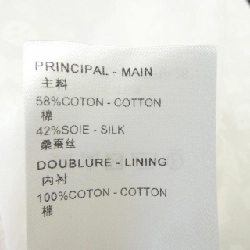 PRINCIPAL - MAIN
主料
58%COTON - COTTON
棉
42%SOIE - SILK
桑蚕丝
DOUBLURE - LINING
内衬
100%COTON - COTTON
棉